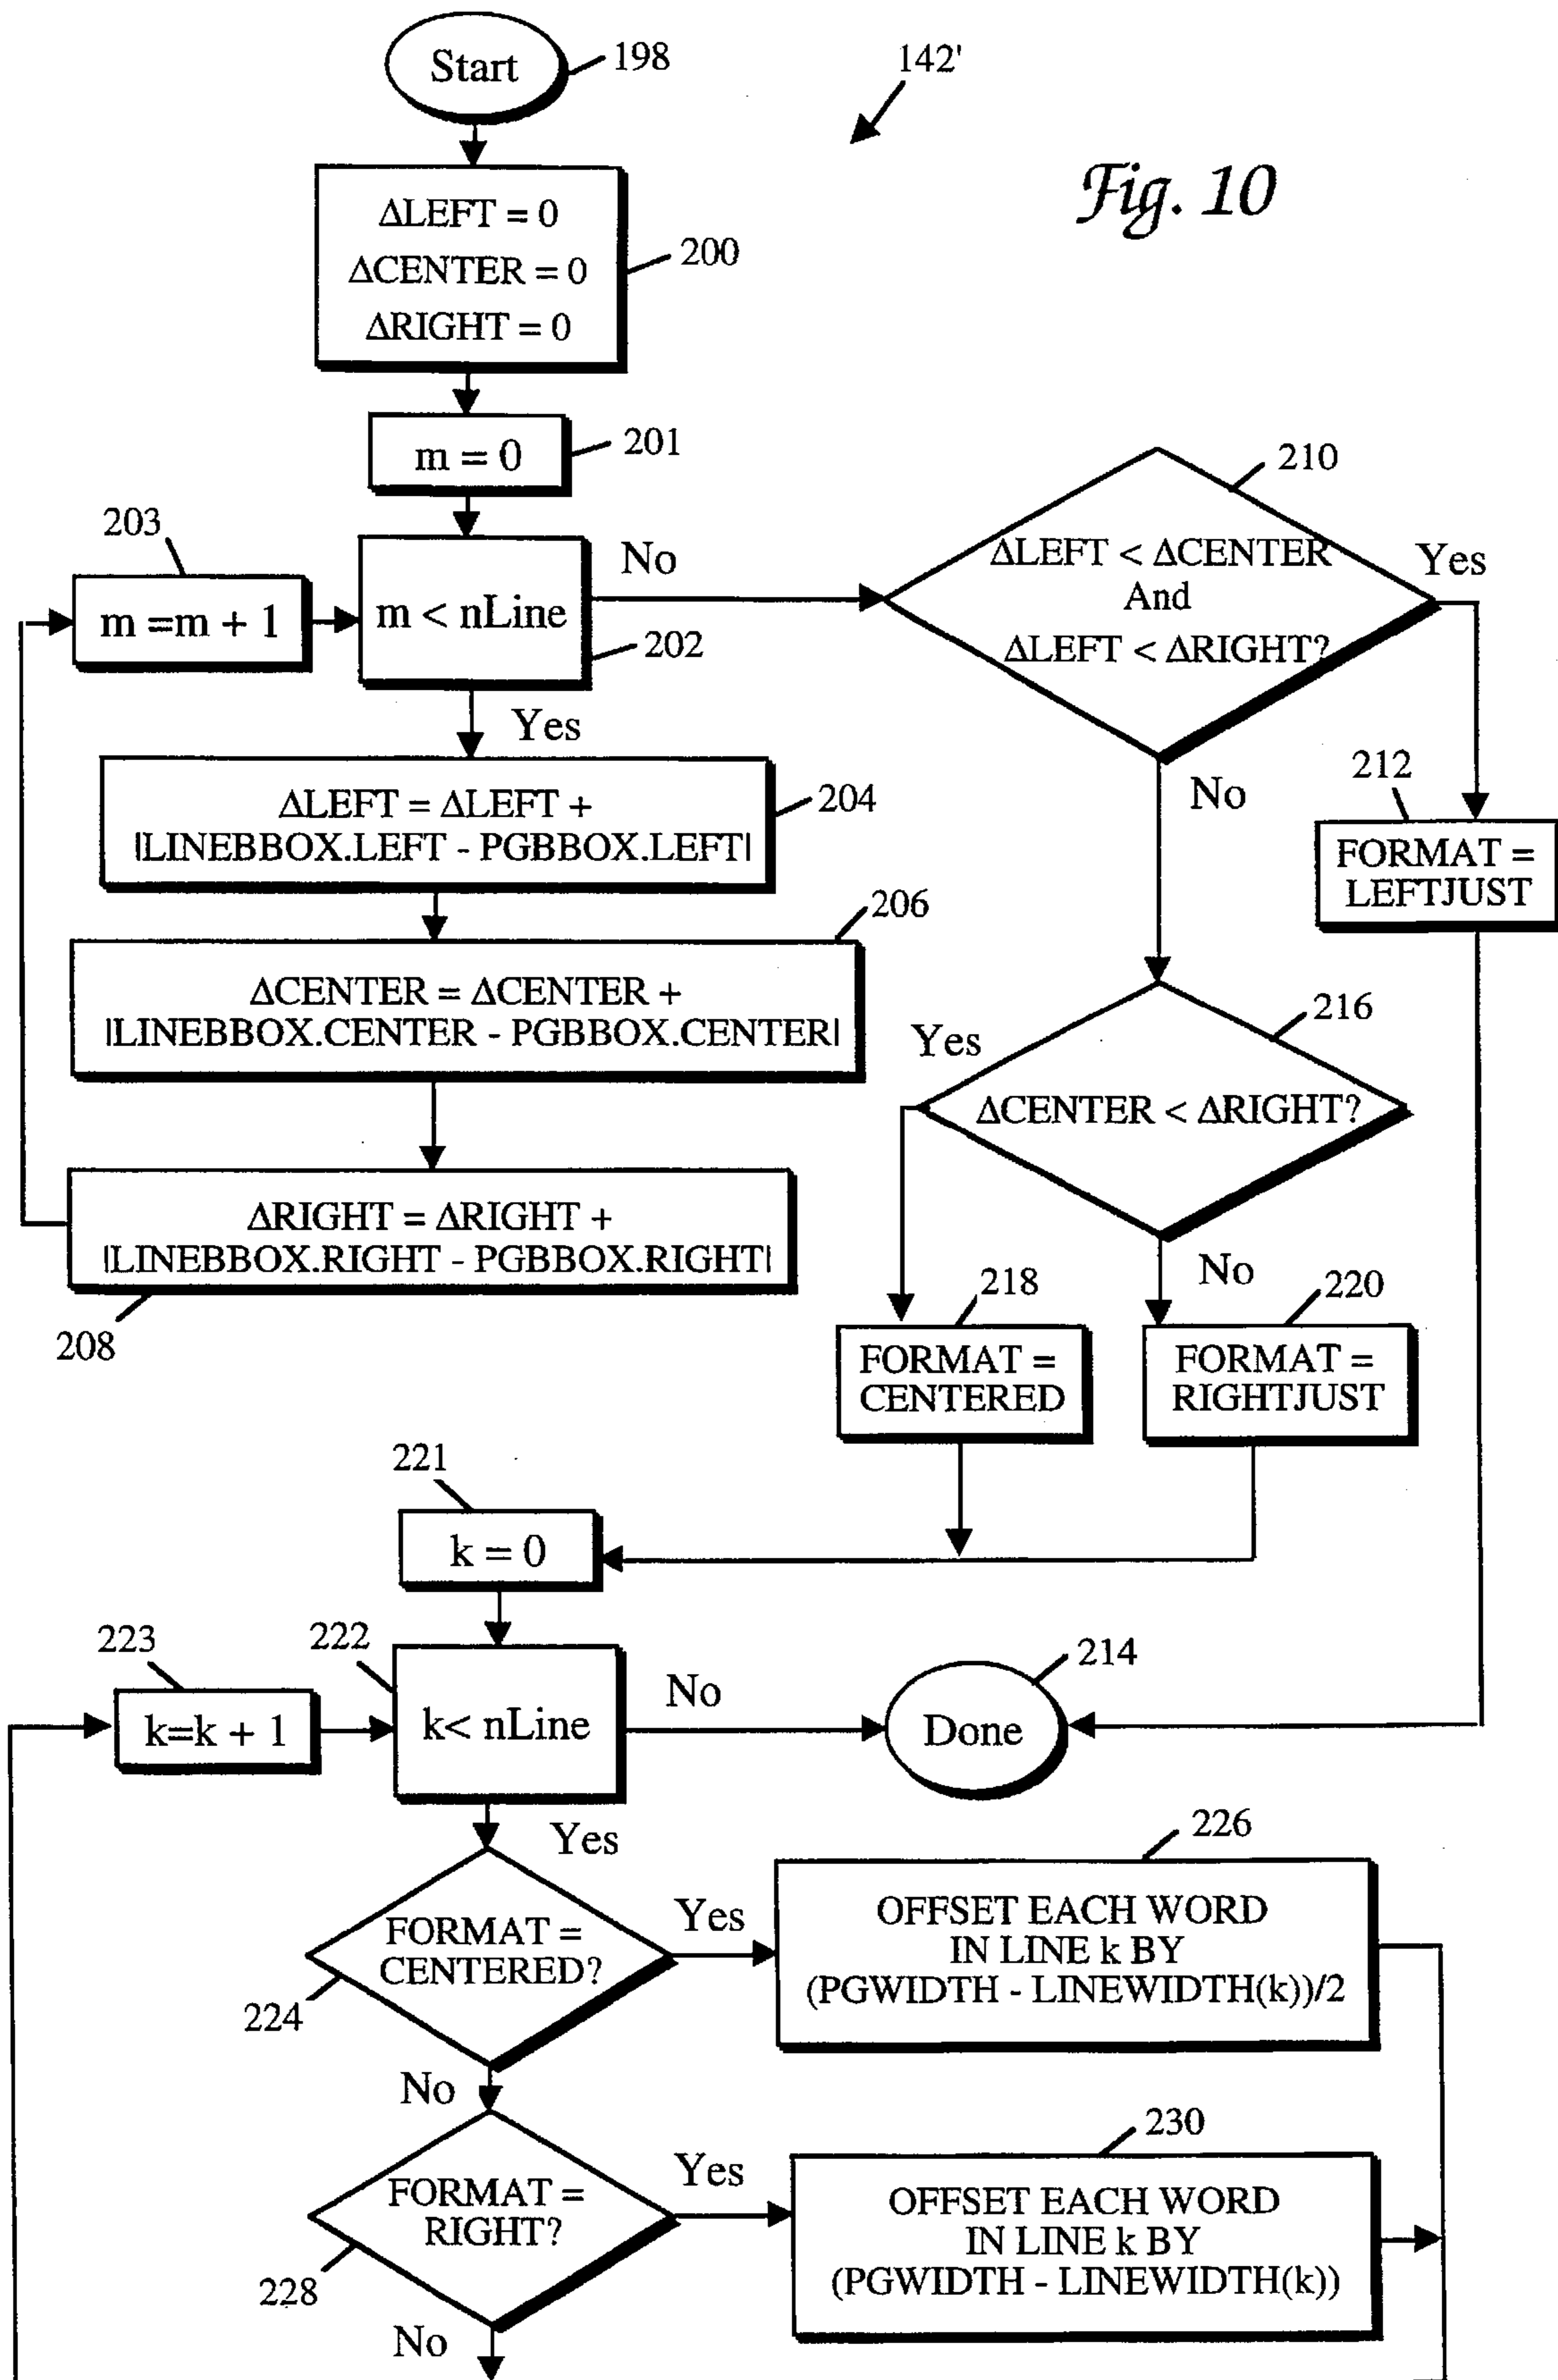 Start
198
142'
Fig. 10
ΔLEFT = 0
ΔCENTER = 0
ΔRIGHT = 0
200
m = 0
201
210
203
m =m + 1
m < nLine
No
202
ΔLEFT < ΔCENTER
And
ΔLEFT < ΔRIGHT?
Yes
Yes
ΔLEFT = ΔLEFT +
|LINEBBOX.LEFT - PGBBOX.LEFT|
204
No
212
FORMAT =
LEFTJUST
206
ΔCENTER = ΔCENTER +
|LINEBBOX.CENTER - PGBBOX.CENTER|
216
Yes
ΔCENTER < ΔRIGHT?
ΔRIGHT = ΔRIGHT +
|LINEBBOX.RIGHT - PGBBOX.RIGHT|
208
No
218
220
FORMAT =
CENTERED
FORMAT =
RIGHTJUST
221
k = 0
223
222
k=k + 1
k< nLine
No
214
Done
Yes
226
FORMAT =
CENTERED?
224
Yes
OFFSET EACH WORD
IN LINE k BY
(PGWIDTH - LINEWIDTH(k))/2
No
230
FORMAT =
RIGHT?
228
Yes
OFFSET EACH WORD
IN LINE k BY
(PGWIDTH - LINEWIDTH(k))
No